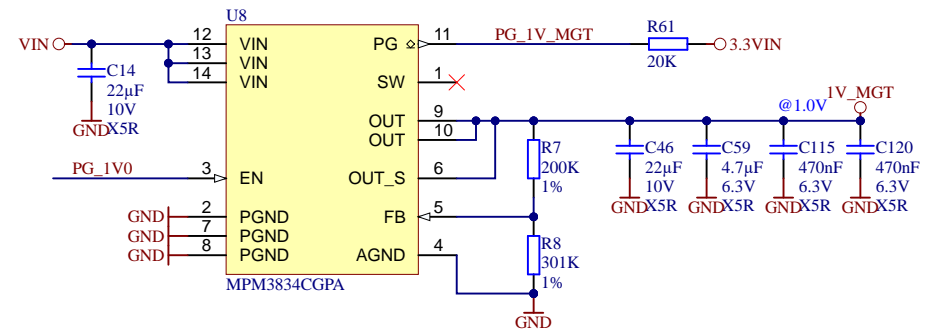 U8
VIN
12
VIN
13
VIN
14
VIN
C14
22µF
10V
X5R
GND
PG
11
PG_1V_MGT
R61
20K
3.3VIN
SW
1
OUT
9
OUT
10
@1.0V
1V_MGT
PG_1V0
3
EN
OUT_S
6
R7
200K
1%
C46
22µF
10V
X5R
GND
C59
4.7µF
6.3V
X5R
GND
C115
470nF
6.3V
X5R
GND
C120
470nF
6.3V
X5R
GND
GND
2
PGND
GND
7
PGND
GND
8
PGND
FB
5
AGND
4
R8
301K
1%
GND
MPM3834CGPA